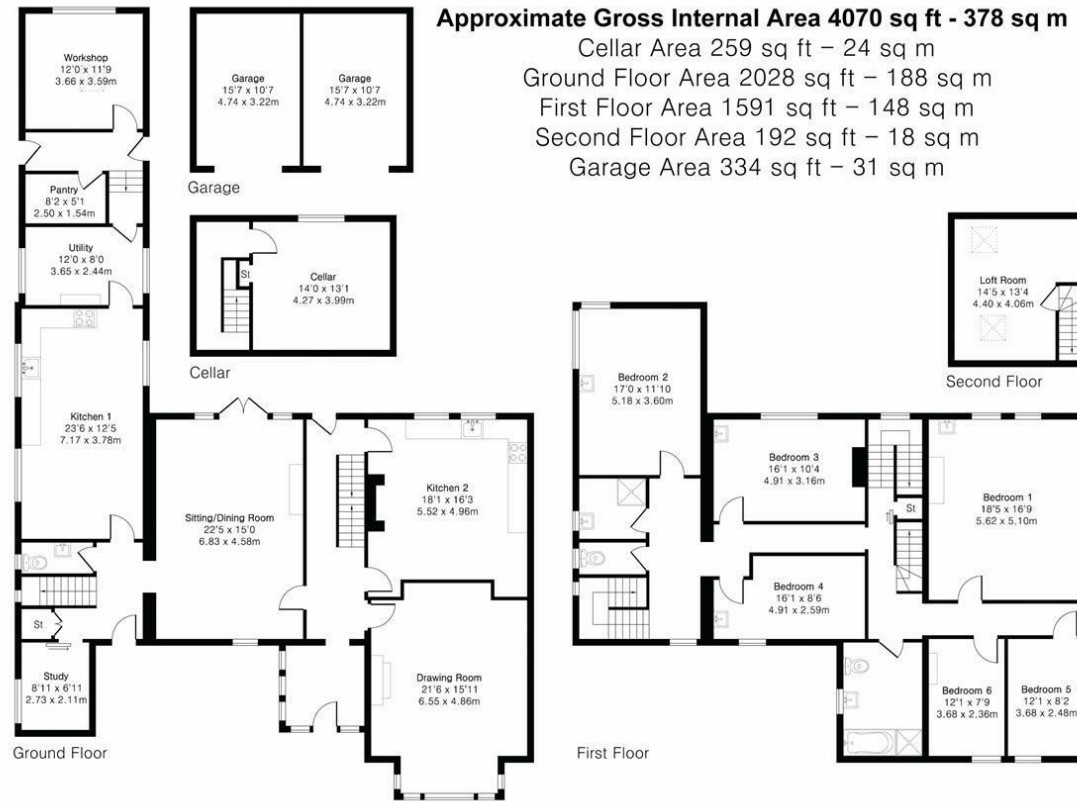 Approximate Gross Internal Area 4070 sq ft - 378 sq m
Cellar Area 259 sq ft – 24 sq m
Ground Floor Area 2028 sq ft – 188 sq m
First Floor Area 1591 sq ft – 148 sq m
Second Floor Area 192 sq ft – 18 sq m
Garage Area 334 sq ft – 31 sq m
Workshop
12'0 x 11'9
3.66 x 3.59m
Pantry
8'2 x 5'1
2.50 x 1.54m
Utility
12'0 x 8'0
3.65 x 2.44m
Kitchen 1
23'6 x 12'5
7.17 x 3.78m
St
Study
8'11 x 6'11
2.73 x 2.11m
Ground Floor
Garage
15'7 x 10'7
4.74 x 3.22m
Garage
15'7 x 10'7
4.74 x 3.22m
Garage
St
Cellar
14'0 x 13'1
4.27 x 3.99m
Cellar
Sitting/Dining Room
22'5 x 15'0
6.83 x 4.58m
Kitchen 2
18'1 x 16'3
5.52 x 4.96m
Drawing Room
21'6 x 15'11
6.55 x 4.86m
Bedroom 2
17'0 x 11'10
5.18 x 3.60m
Bedroom 3
16'1 x 10'4
4.91 x 3.16m
Bedroom 4
16'1 x 8'6
4.91 x 2.59m
St
Bedroom 1
18'5 x 16'9
5.62 x 5.10m
Bedroom 6
12'1 x 7'9
3.68 x 2.36m
Bedroom 5
12'1 x 8'2
3.68 x 2.48m
First Floor
Loft Room
14'5 x 13'4
4.40 x 4.06m
Second Floor